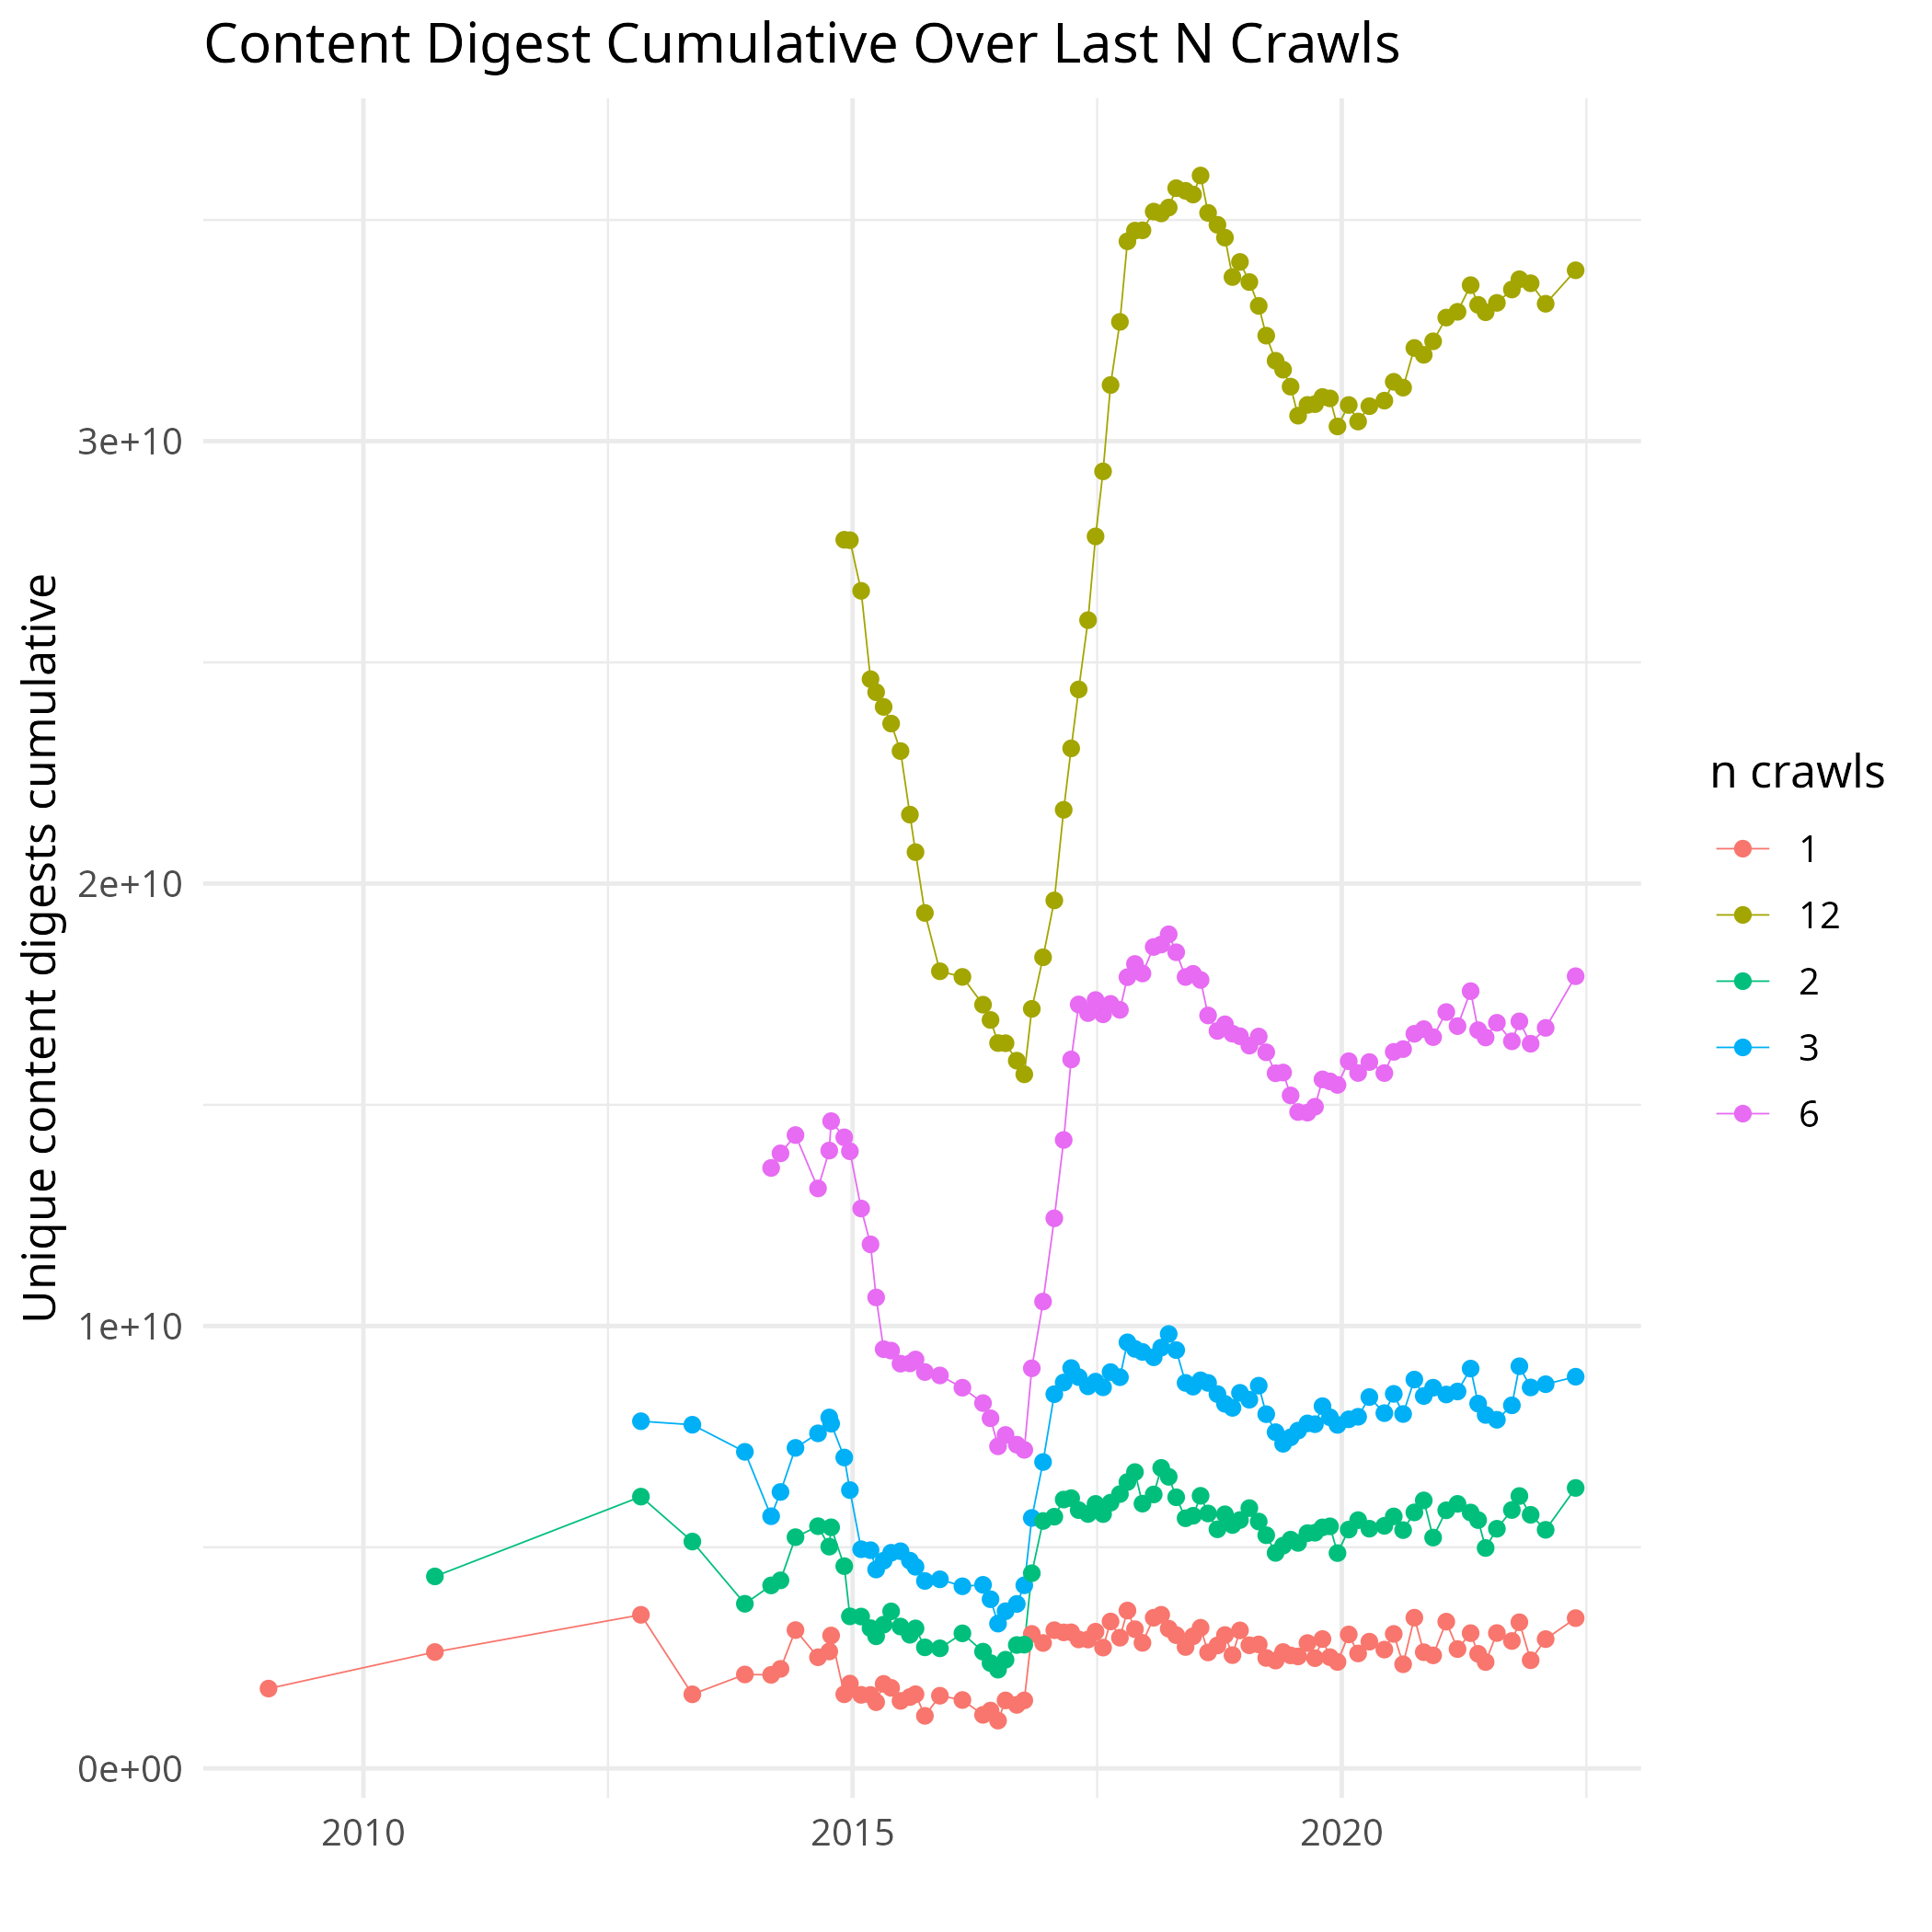 Content Digest Cumulative Over Last N Crawls
Unique content digests cumulative
3e+10
2e+10
1e+10
0e+00
2010
2015
2020
n crawls
1
12
2
3
6